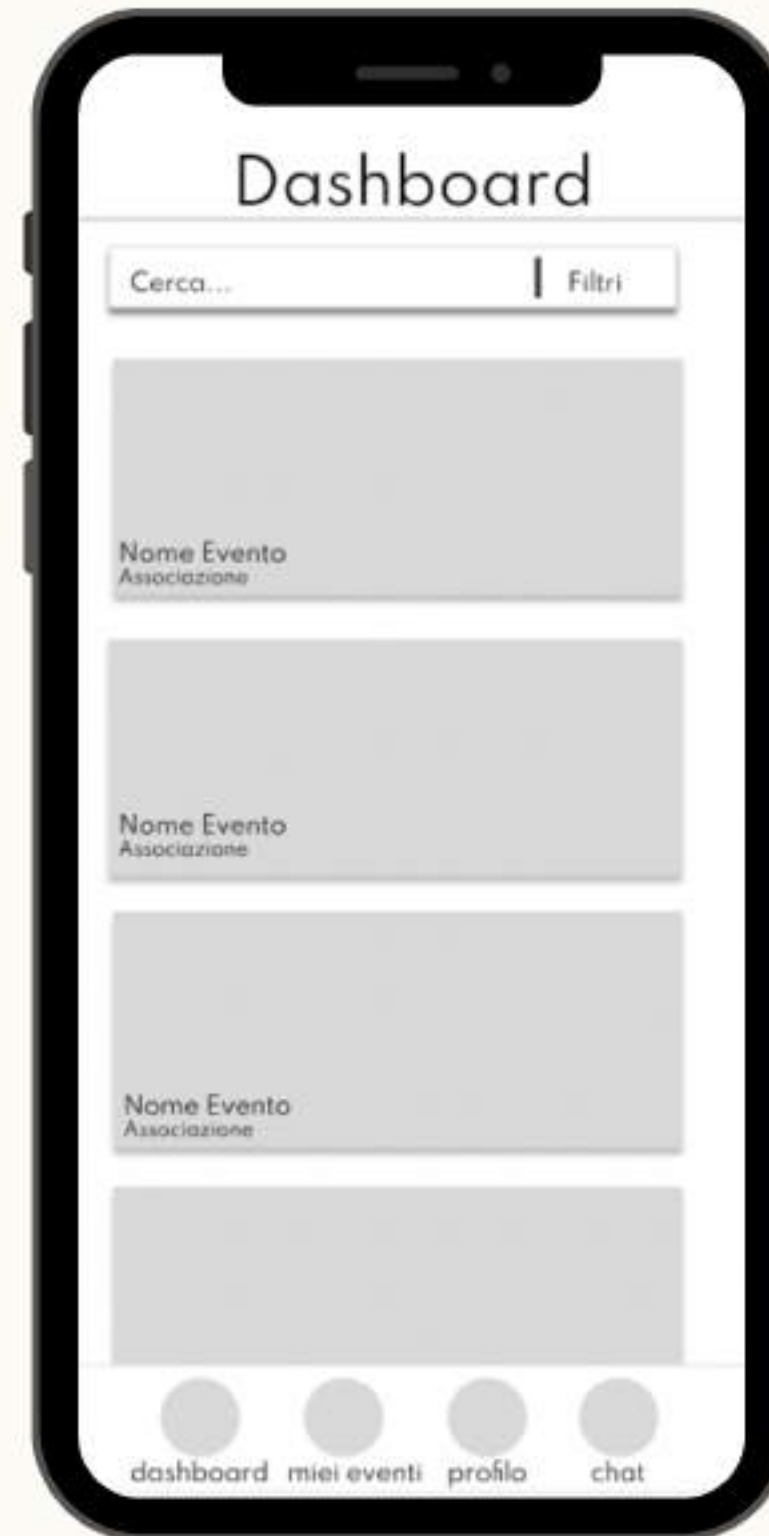 Dashboard
Cerca... | Filtri
Nome Evento
Associazione
Nome Evento
Associazione
Nome Evento
Associazione
dashboard miei eventi profilo chat